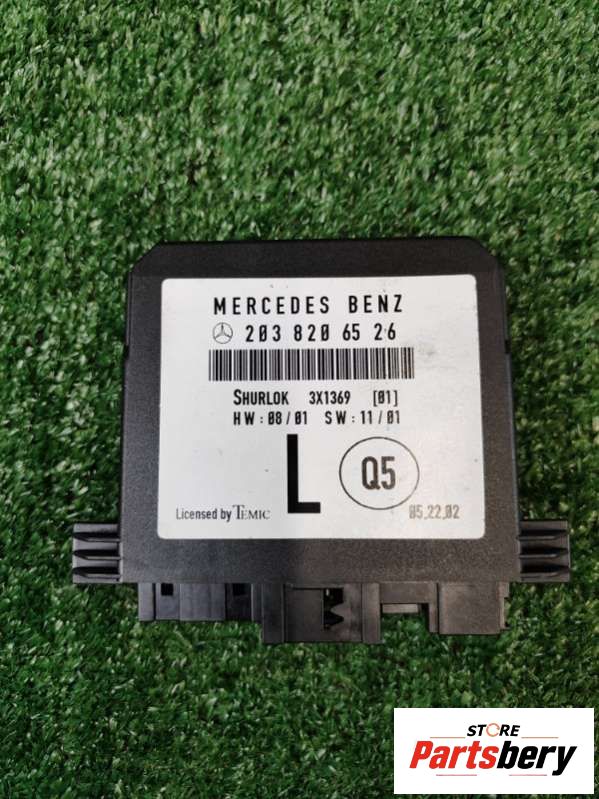 MERCEDES BENZ
203 820 65 26
SHURLOK 3X1369 [01]
HW:08/01 SW:11/01
L Q5
Licensed by TEMIC 05.22.02
STORE
Partsbery